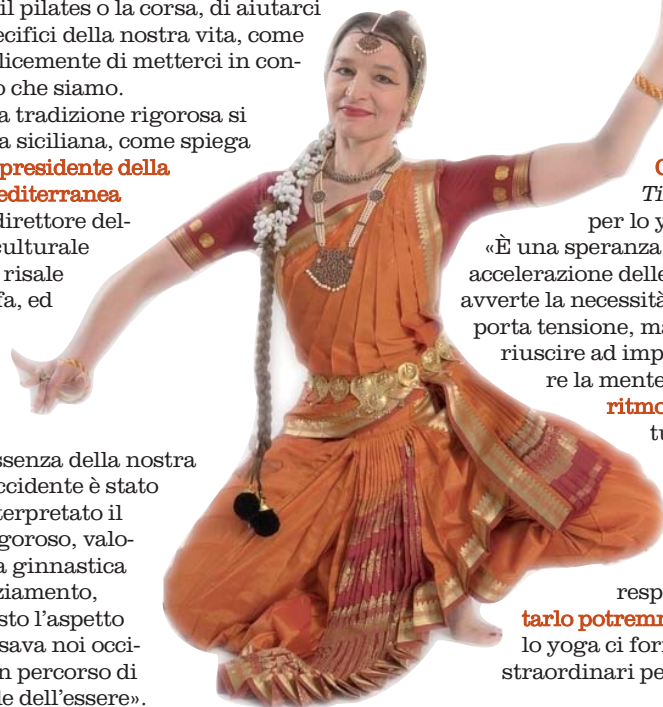 il pilates o la corsa, di aiutarci
ecifici della nostra vita, come
licemente di metterci in con-
o che siamo.
a tradizione rigorosa si
a siciliana, come spiega
presidente della
editerranea
direttore del-
culturale
risale
fa, ed
ssenza della nostra
ccidente è stato
terpretato il
goroso, valo-
a ginnastica
ziamento,
sto l'aspetto
sava noi occi-
n percorso di
le dell'essere».
Ti
per lo y
«È una speranza
accelerazione delle
avverte la necessità
porta tensione, ma
riuscire ad imp
re la mente
ritmo
tu
resp
tarlo potremm
lo yoga ci forn
straordinari pe